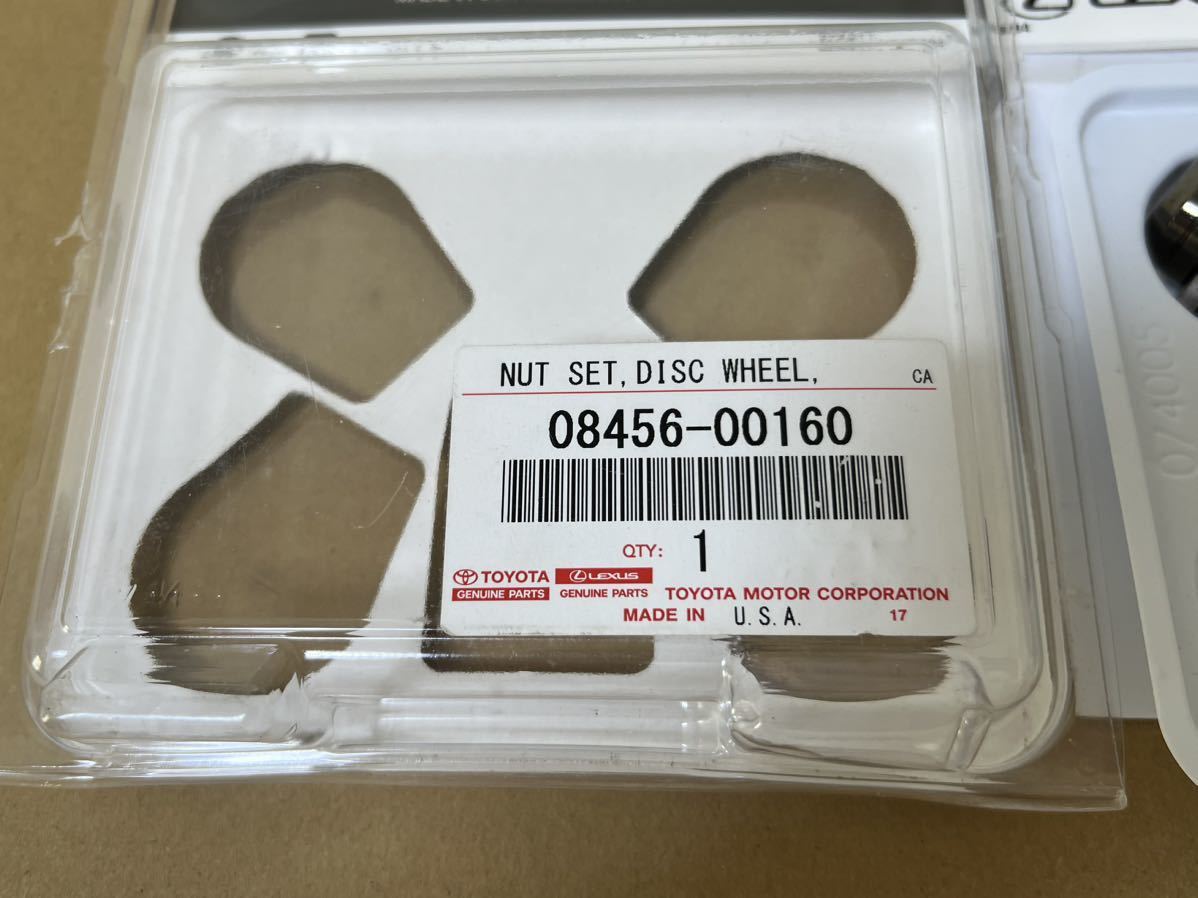 NUT SET,DISC WHEEL,
CA
08456-00160
QTY: 1
TOYOTA
GENUINE PARTS
LEXUS
GENUINE PARTS
TOYOTA MOTOR CORPORATION
MADE IN U.S.A.
17
074005